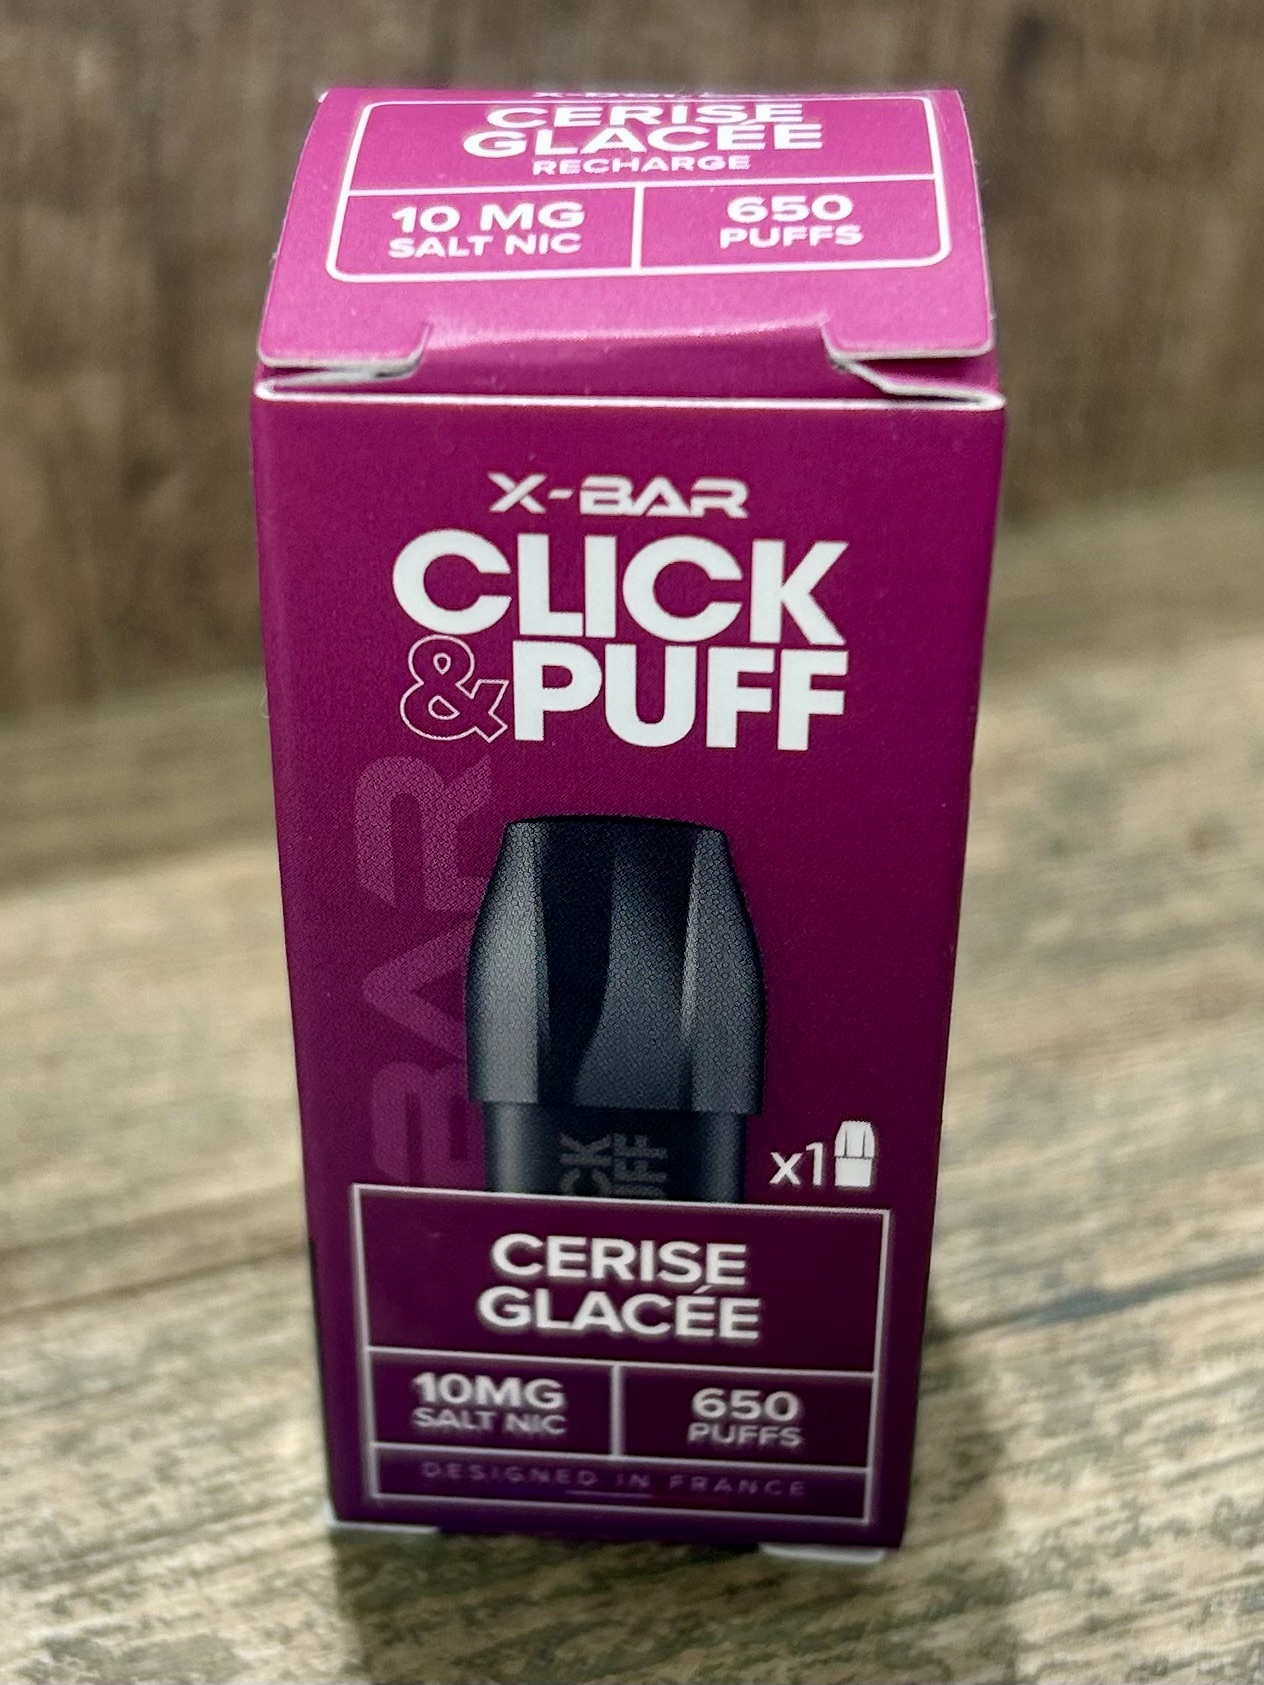 CERISE
GLACÉE
RECHARGE
10 MG
SALT NIC
650
PUFFS
X-BAR
CLICK
&PUFF
BAR
x1
CERISE
GLACÉE
10MG
SALT NIC
650
PUFFS
DESIGNED IN FRANCE